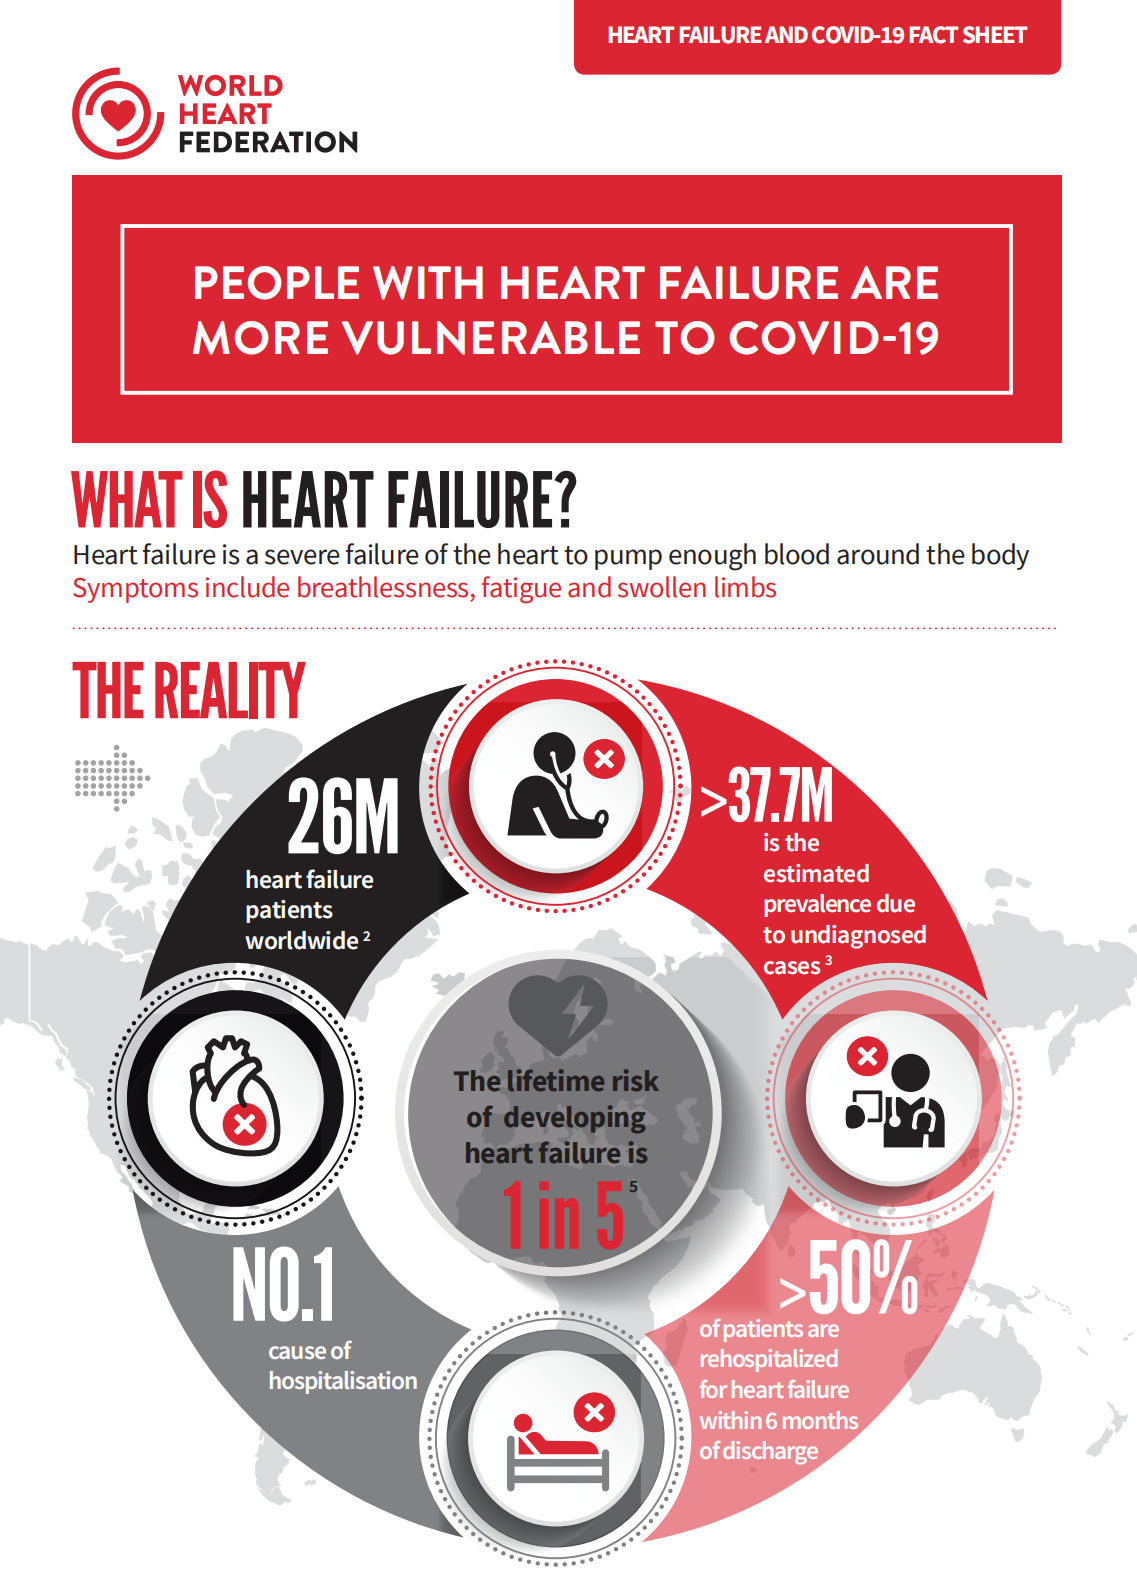 HEART FAILURE AND COVID-19 FACT SHEET
WORLD
HEART
FEDERATION
PEOPLE WITH HEART FAILURE ARE
MORE VULNERABLE TO COVID-19
WHAT IS HEART FAILURE?
Heart failure is a severe failure of the heart to pump enough blood around the body
Symptoms include breathlessness, fatigue and swollen limbs
THE REALITY
26M
heart failure
patients
worldwide 2
>37.7M
is the
estimated
prevalence due
to undiagnosed
cases 3
The lifetime risk
of developing
heart failure is
1 in 5 5
NO.1
cause of
hospitalisation
>50%
of patients are
rehospitalized
for heart failure
within 6 months
of discharge